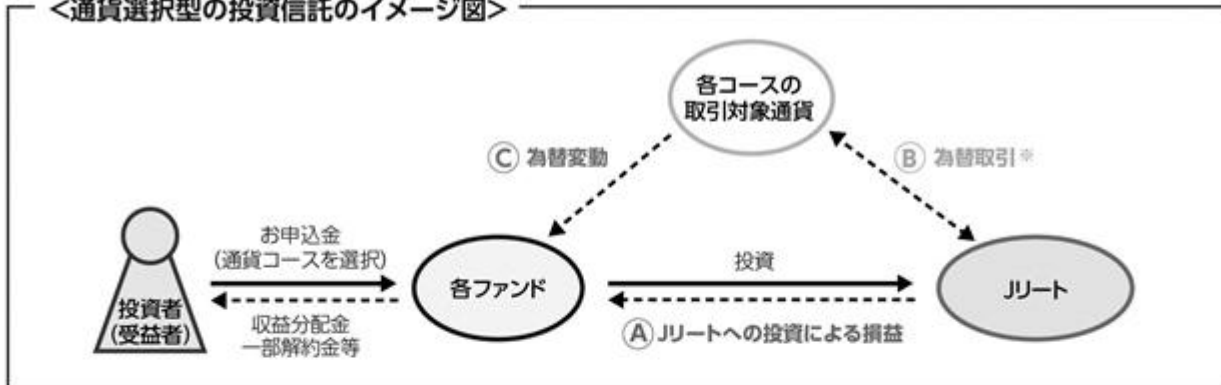 ＜通貨選択型の投資信託のイメージ図＞
各コースの
取引対象通貨
Ⓒ 為替変動
Ⓑ 為替取引※
お申込金
(通貨コースを選択)
投資
投資者
(受益者)
各ファンド
Jリート
収益分配金
一部解約金等
Ⓐ Jリートへの投資による損益